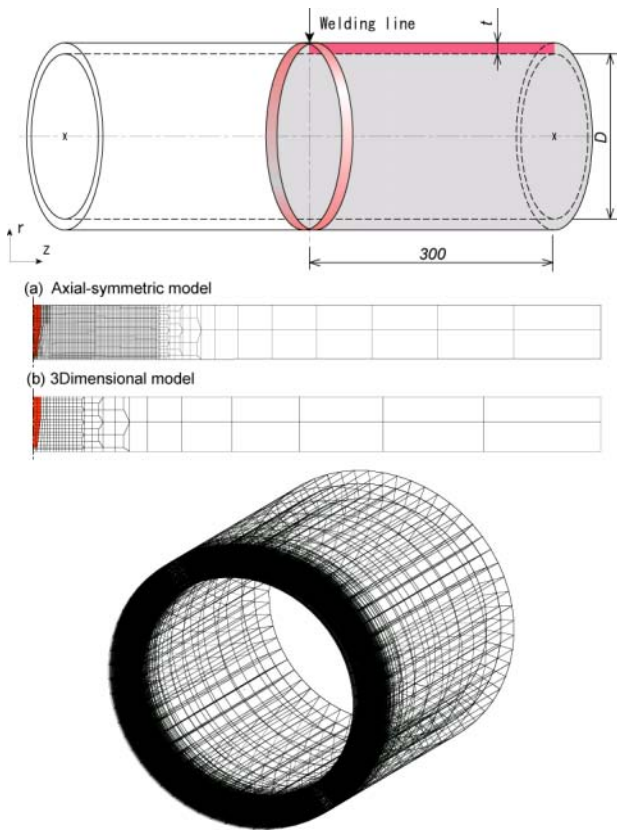 Welding line
t
x
x
D
r
z
300
(a) Axial-symmetric model
(b) 3Dimensional model